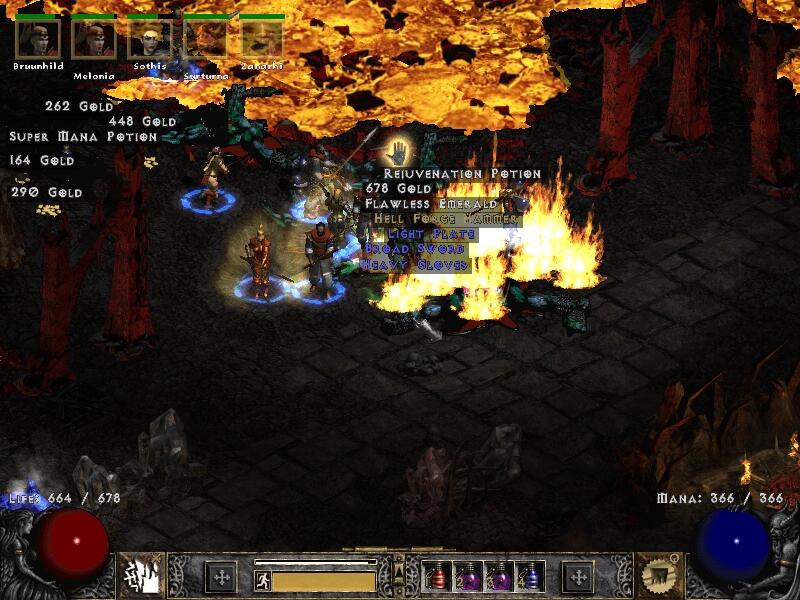 Bruunhild
Melonia
Sothis
Surturna
Zanarhi
262 Gold
448 Gold
Super Mana Potion
164 Gold
290 Gold
Rejuvenation Potion
678 Gold
Flawless Emerald
Hell Forge Hammer
Light Plate
Broad Sword
Heavy Gloves
Life: 664 / 678
Mana: 366 / 366